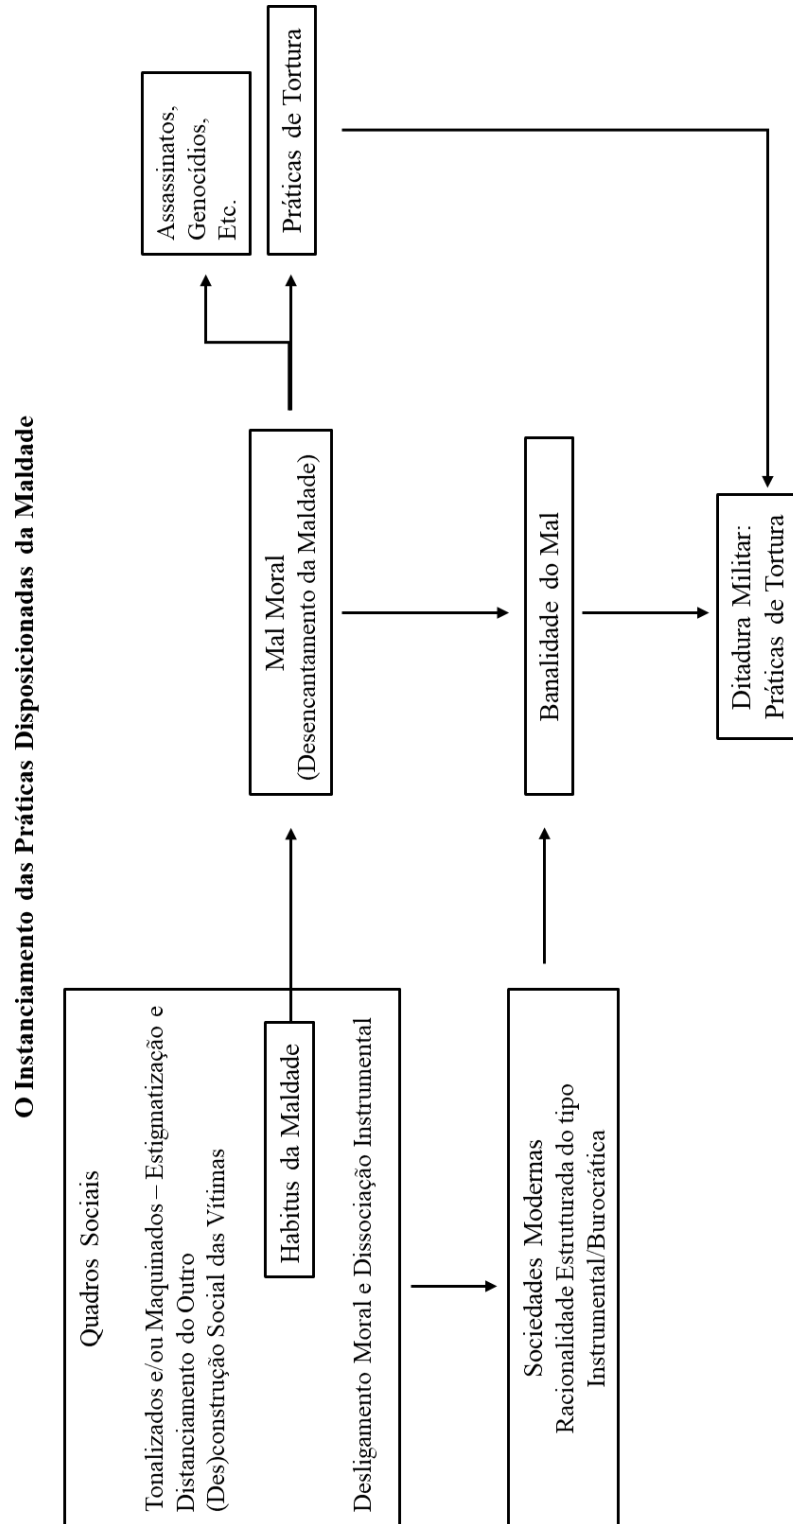 O Instanciamento das Práticas Disposicionadas da Maldade
Quadros Sociais
Tonalizados e/ou Maquinados – Estigmatização e
Distanciamento do Outro
(Des)construção Social das Vítimas
Habitus da Maldade
Desligamento Moral e Dissociação Instrumental
Mal Moral
(Desencantamento da Maldade)
Assassinatos,
Genocídios,
Etc.
Práticas de Tortura
Sociedades Modernas
Racionalidade Estruturada do tipo
Instrumental/Burocrática
Banalidade do Mal
Ditadura Militar:
Práticas de Tortura